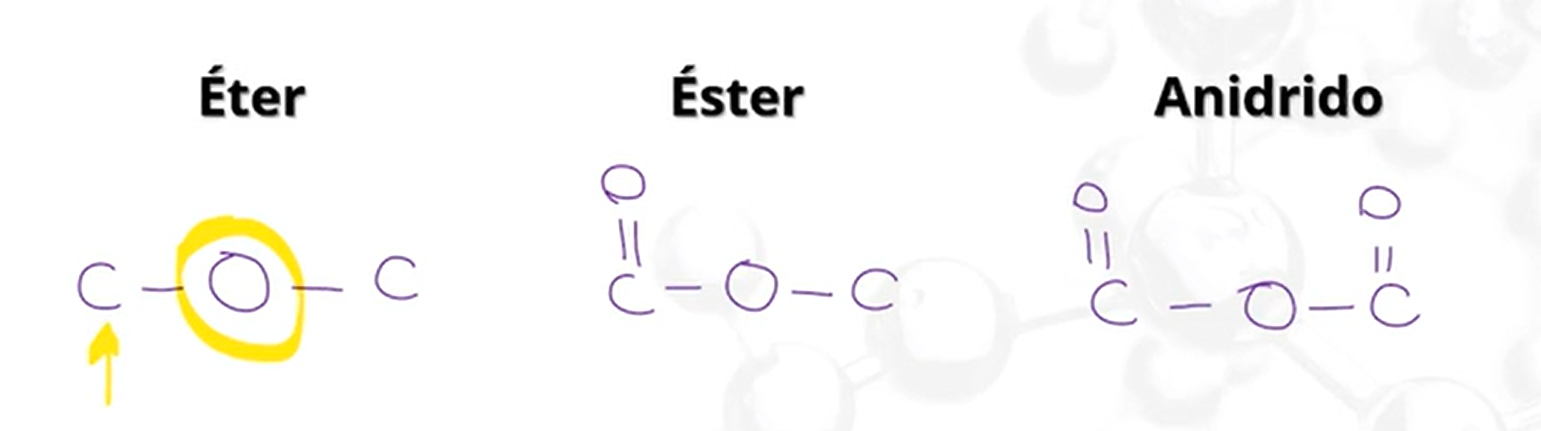 Éter
Éster
Anidrido
O
O
O
||
||
||
C – O – C
C – O – C
C – O – C